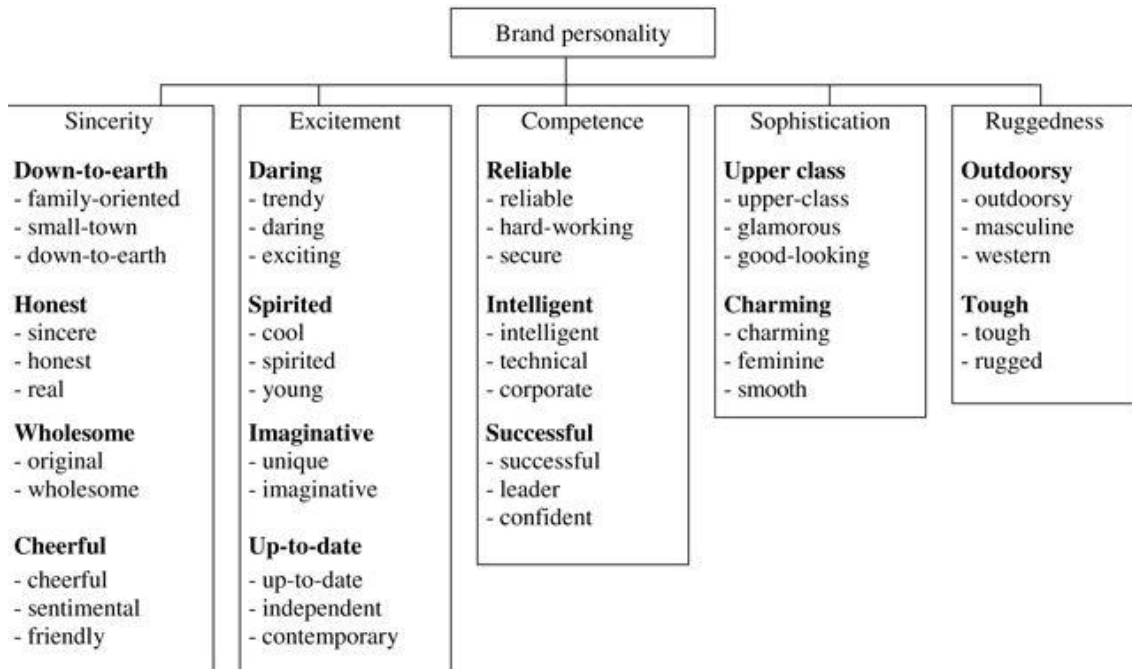 Brand personality
Sincerity
Down-to-earth
- family-oriented
- small-town
- down-to-earth
Honest
- sincere
- honest
- real
Wholesome
- original
- wholesome
Cheerful
- cheerful
- sentimental
- friendly
Excitement
Daring
- trendy
- daring
- exciting
Spirited
- cool
- spirited
- young
Imaginative
- unique
- imaginative
Up-to-date
- up-to-date
- independent
- contemporary
Competence
Reliable
- reliable
- hard-working
- secure
Intelligent
- intelligent
- technical
- corporate
Successful
- successful
- leader
- confident
Sophistication
Upper class
- upper-class
- glamorous
- good-looking
Charming
- charming
- feminine
- smooth
Ruggedness
Outdoorsy
- outdoorsy
- masculine
- western
Tough
- tough
- rugged